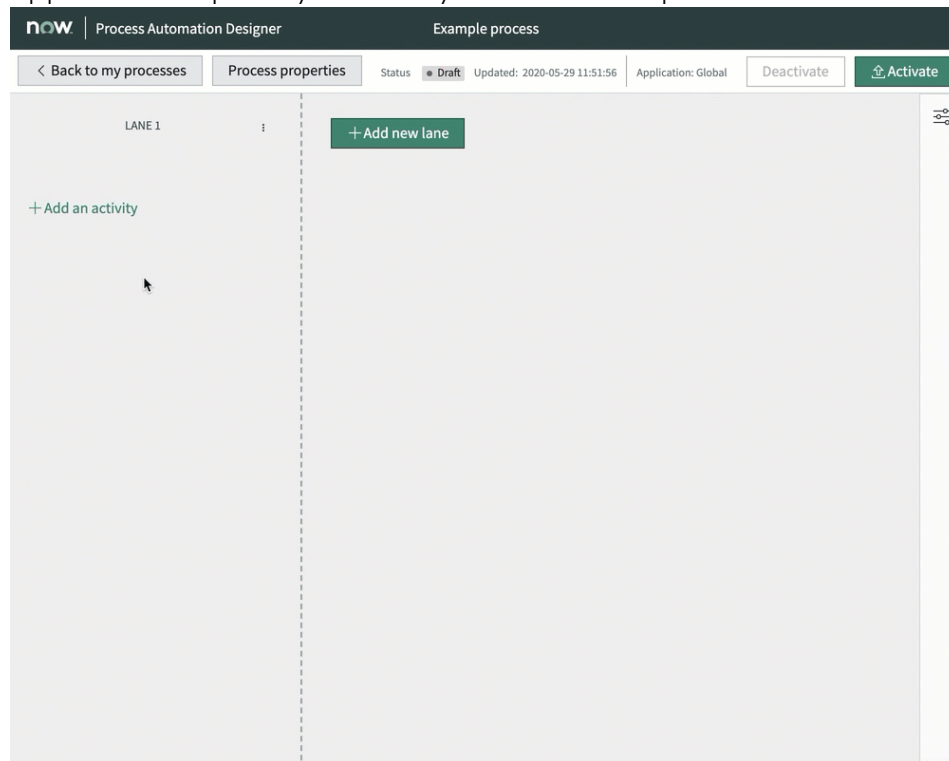 now. Process Automation Designer Example process
< Back to my processes Process properties Status Draft Updated: 2020-05-29 11:51:56 Application: Global Deactivate Activate
LANE 1
+ Add new lane
+ Add an activity